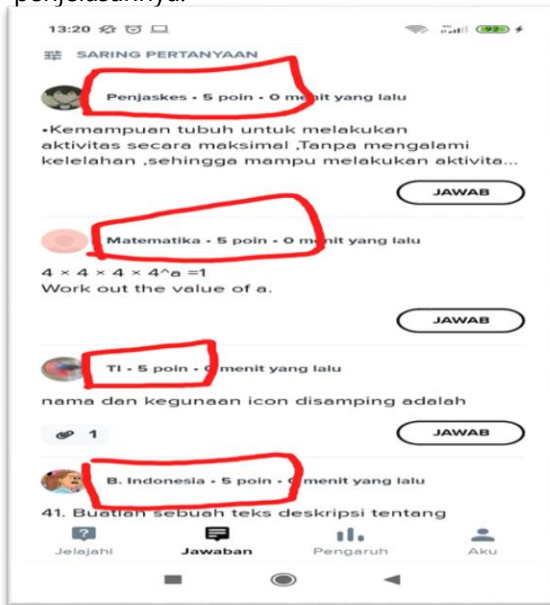 13:20
92
SARING PERTANYAAN
Penjaskes • 5 poin • 0 menit yang lalu
•Kemampuan tubuh untuk melakukan
aktivitas secara maksimal ,Tanpa mengalami
kelelahan ,sehingga mampu melakukan aktivita...
JAWAB
Matematika • 5 poin • 0 menit yang lalu
4 × 4 × 4 × 4^a =1
Work out the value of a.
JAWAB
TI • 5 poin • 0 menit yang lalu
nama dan kegunaan icon disamping adalah
1
JAWAB
B. Indonesia • 5 poin • 0 menit yang lalu
41. Buatlah sebuah teks deskripsi tentang
Jelajahi Jawaban Pengaruh Aku